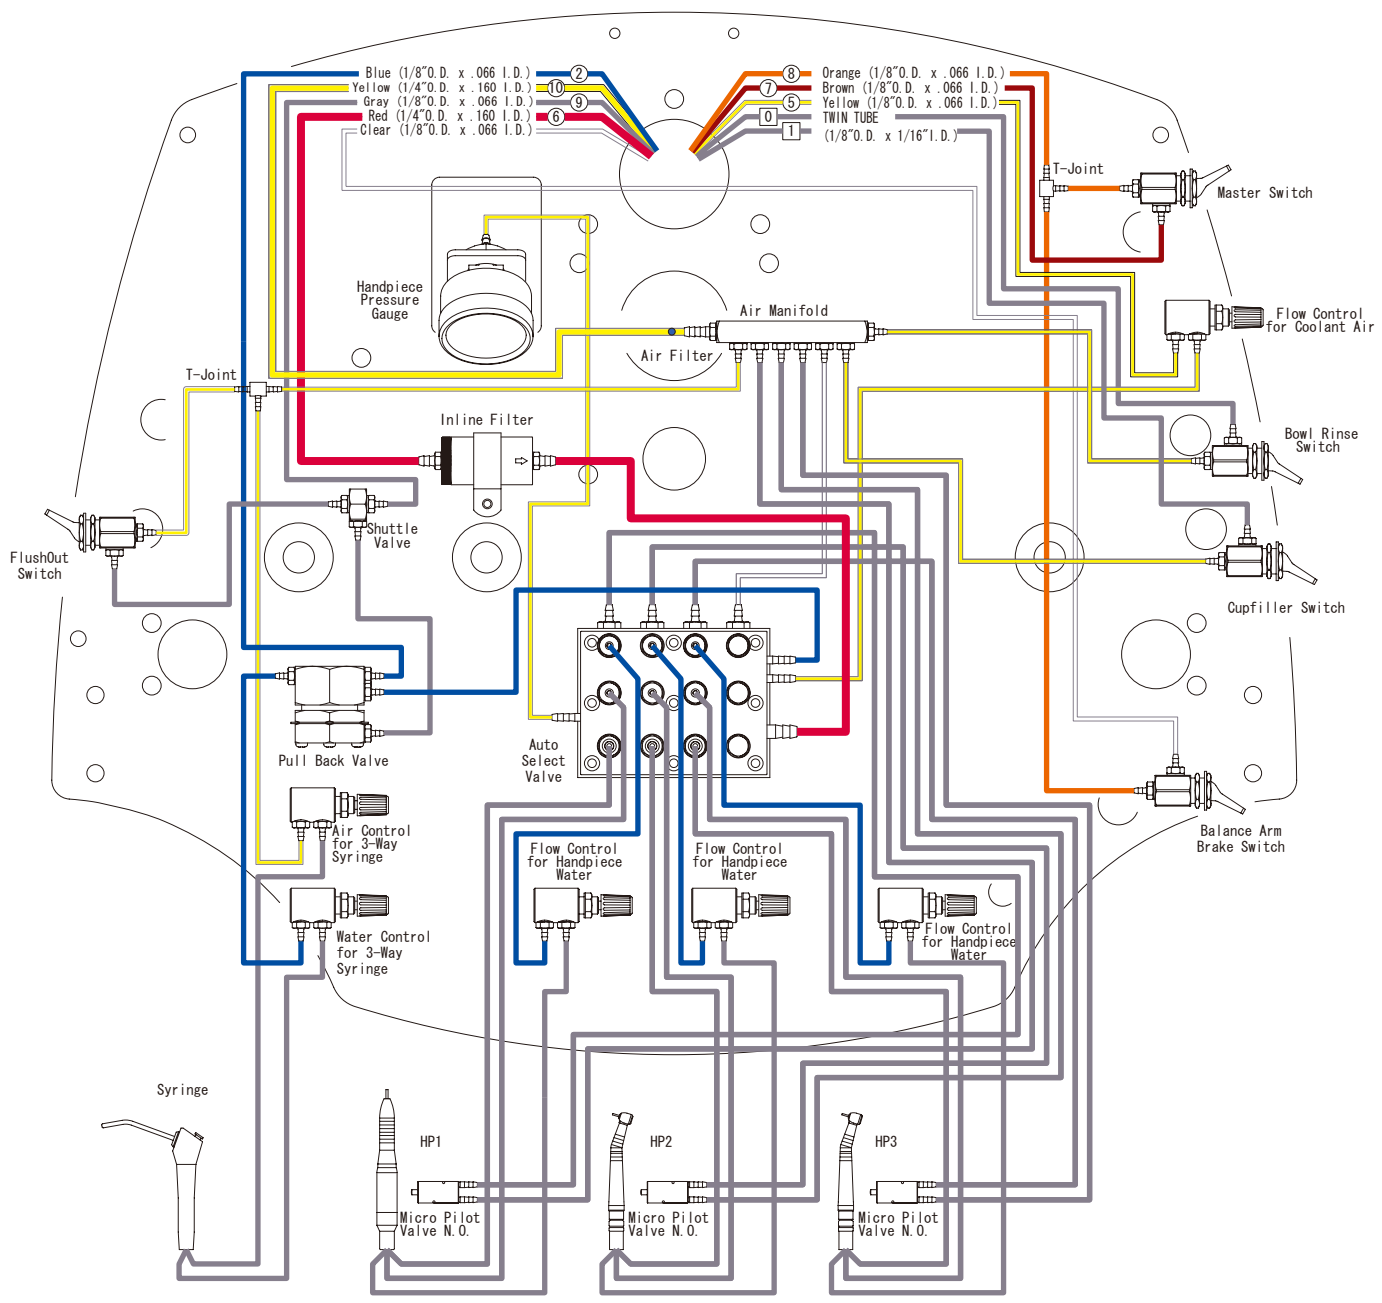 Blue (1/8"O.D. x .066 I.D.) 2
Yellow (1/4"O.D. x .160 I.D.) 10
Gray (1/8"O.D. x .066 I.D.) 9
Red (1/4"O.D. x .160 I.D.) 6
Clear (1/8"O.D. x .066 I.D.)
8 Orange (1/8"O.D. x .066 I.D.)
7 Brown (1/8"O.D. x .066 I.D.)
5 Yellow (1/8"O.D. x .066 I.D.)
0 TWIN TUBE
1 (1/8"O.D. x 1/16"I.D.)
T-Joint
Master Switch
Handpiece
Pressure
Gauge
Air Manifold
Flow Control
for Coolant Air
Air Filter
T-Joint
Inline Filter
Bowl Rinse
Switch
Shuttle
Valve
FlushOut
Switch
Cupfiller Switch
Auto
Select
Valve
Pull Back Valve
Air Control
for 3-Way
Syringe
Balance Arm
Brake Switch
Flow Control
for Handpiece
Water
Flow Control
for Handpiece
Water
Flow Control
for Handpiece
Water
Water Control
for 3-Way
Syringe
Syringe
HP1
HP2
HP3
Micro Pilot
Valve N.O.
Micro Pilot
Valve N.O.
Micro Pilot
Valve N.O.